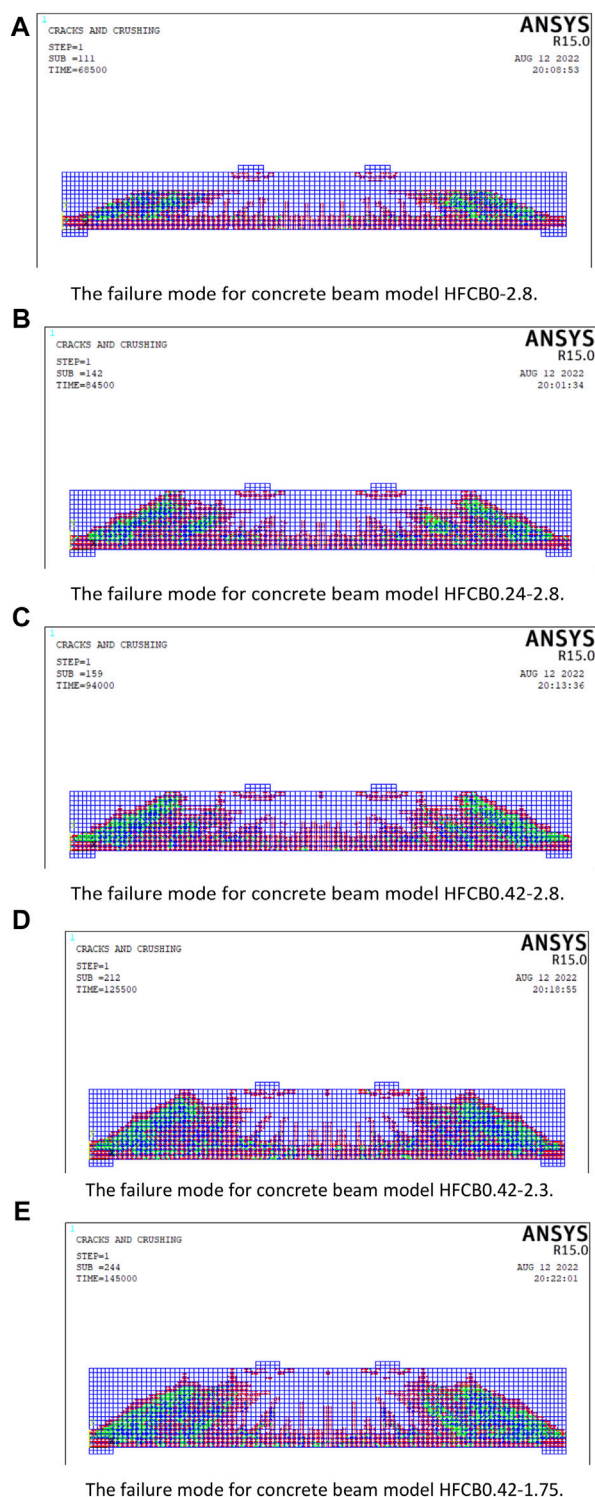 A
1
CRACKS AND CRUSHING
ANSYS
R15.0
STEP=1
SUB =111
TIME=68500
AUG 12 2022
20:08:53
The failure mode for concrete beam model HFCB0-2.8.
B
1
CRACKS AND CRUSHING
ANSYS
R15.0
STEP=1
SUB =142
TIME=84500
AUG 12 2022
20:01:34
The failure mode for concrete beam model HFCB0.24-2.8.
C
1
CRACKS AND CRUSHING
ANSYS
R15.0
STEP=1
SUB =159
TIME=94000
AUG 12 2022
20:13:36
The failure mode for concrete beam model HFCB0.42-2.8.
D
1
CRACKS AND CRUSHING
ANSYS
R15.0
STEP=1
SUB =212
TIME=125500
AUG 12 2022
20:18:55
The failure mode for concrete beam model HFCB0.42-2.3.
E
1
CRACKS AND CRUSHING
ANSYS
R15.0
STEP=1
SUB =244
TIME=145000
AUG 12 2022
20:22:01
The failure mode for concrete beam model HFCB0.42-1.75.